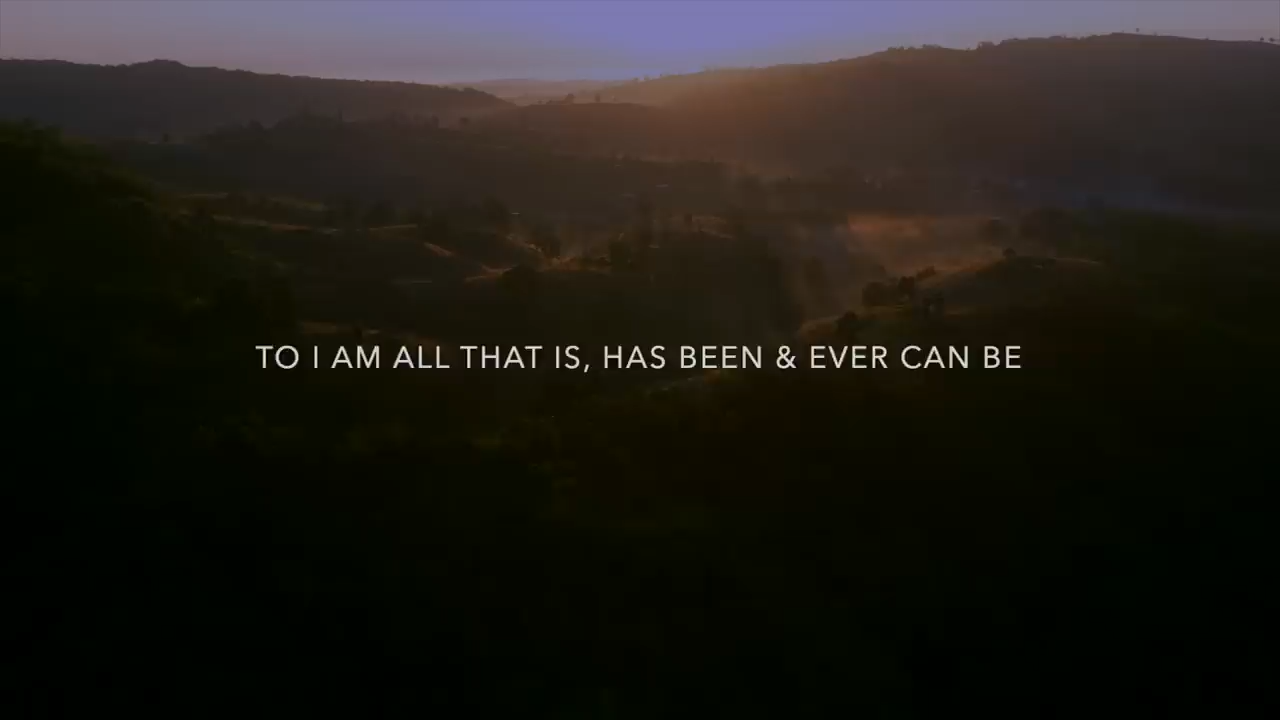 TO I AM ALL THAT IS, HAS BEEN & EVER CAN BE